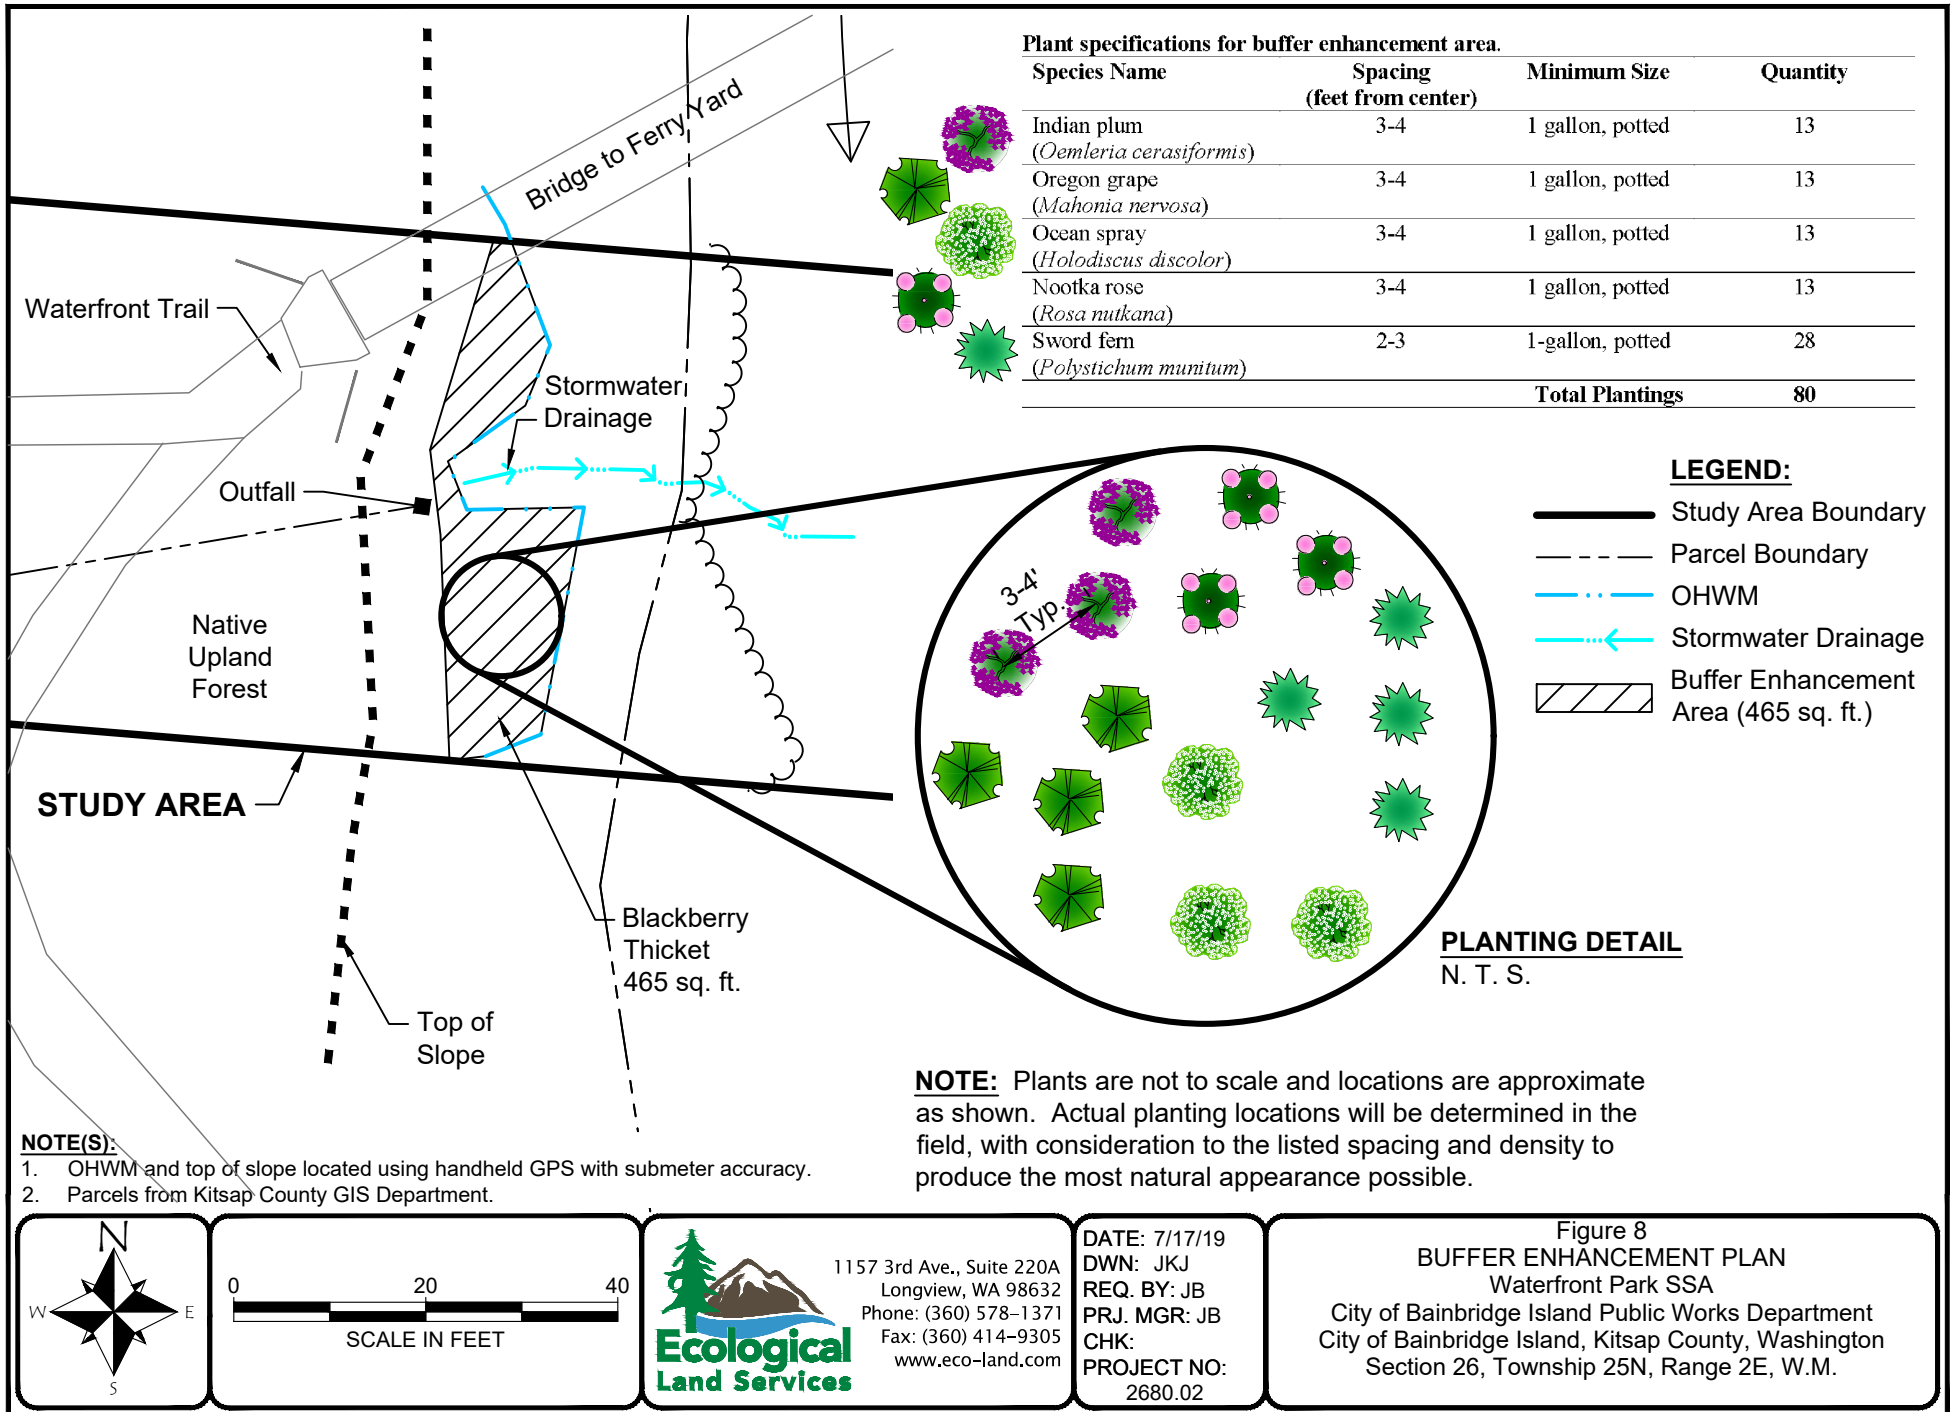 Plant specifications for buffer enhancement area.
Species Name Spacing (feet from center) Minimum Size Quantity
Indian plum 3-4 1 gallon, potted 13
(Oemleria cerasiformis)
Oregon grape 3-4 1 gallon, potted 13
(Mahonia nervosa)
Ocean spray 3-4 1 gallon, potted 13
(Holodiscus discolor)
Nootka rose 3-4 1 gallon, potted 13
(Rosa nutkana)
Sword fern 2-3 1-gallon, potted 28
(Polystichum munitum)
Total Plantings 80
Bridge to Ferry Yard
Waterfront Trail
Stormwater
Drainage
Outfall
Native
Upland
Forest
STUDY AREA
Blackberry
Thicket
465 sq. ft.
Top of
Slope
3-4'
Typ.
LEGEND:
Study Area Boundary
Parcel Boundary
OHWM
Stormwater Drainage
Buffer Enhancement
Area (465 sq. ft.)
PLANTING DETAIL
N. T. S.
NOTE: Plants are not to scale and locations are approximate
as shown. Actual planting locations will be determined in the
field, with consideration to the listed spacing and density to
produce the most natural appearance possible.
NOTE(S):
1. OHWM and top of slope located using handheld GPS with submeter accuracy.
2. Parcels from Kitsap County GIS Department.
N
W
E
S
0 20 40
SCALE IN FEET
Ecological
Land Services
1157 3rd Ave., Suite 220A
Longview, WA 98632
Phone: (360) 578-1371
Fax: (360) 414-9305
www.eco-land.com
DATE: 7/17/19
DWN: JKJ
REQ. BY: JB
PRJ. MGR: JB
CHK:
PROJECT NO:
2680.02
Figure 8
BUFFER ENHANCEMENT PLAN
Waterfront Park SSA
City of Bainbridge Island Public Works Department
City of Bainbridge Island, Kitsap County, Washington
Section 26, Township 25N, Range 2E, W.M.